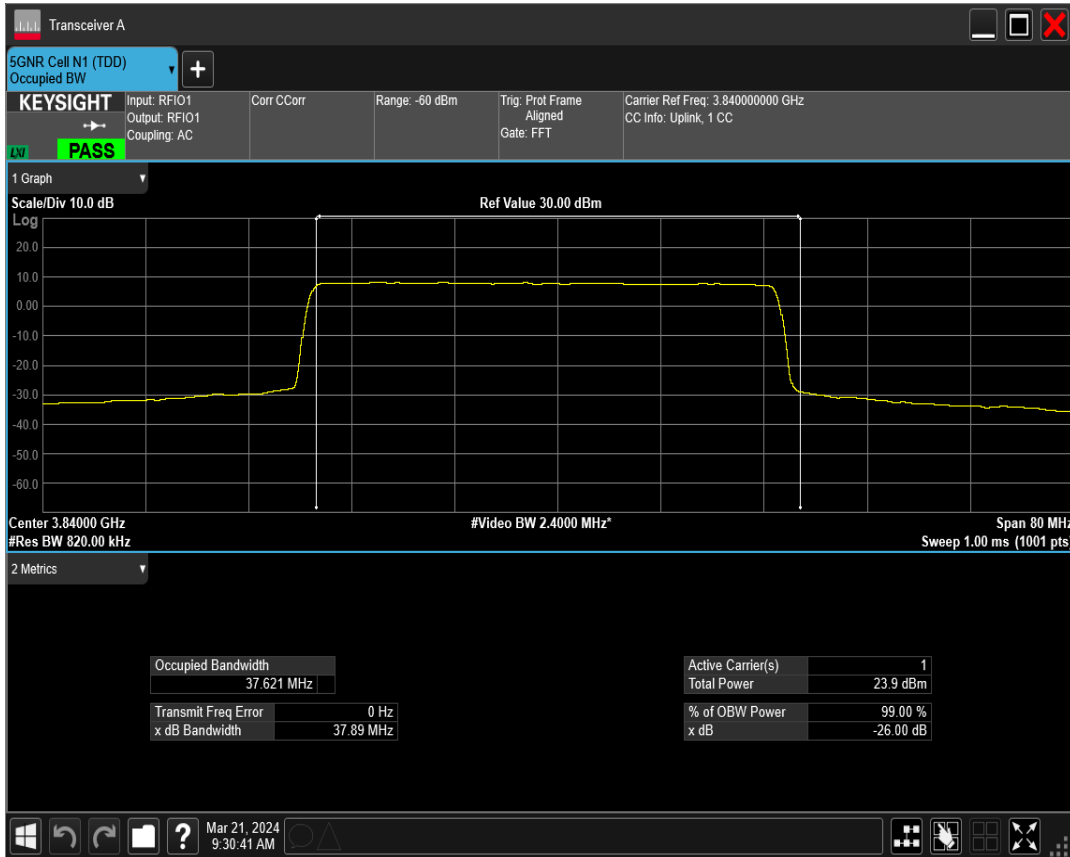 Transceiver A
5GNR Cell N1 (TDD)
Occupied BW
+
KEYSIGHT
LXI
PASS
Input: RFIO1
Output: RFIO1
Coupling: AC
Corr CCorr
Range: -60 dBm
Trig: Prot Frame
Aligned
Gate: FFT
Carrier Ref Freq: 3.840000000 GHz
CC Info: Uplink, 1 CC
1 Graph
Scale/Div 10.0 dB
Ref Value 30.00 dBm
Log
20.0
10.0
0.00
-10.0
-20.0
-30.0
-40.0
-50.0
-60.0
Center 3.84000 GHz
#Video BW 2.4000 MHz*
Span 80 MHz
#Res BW 820.00 kHz
Sweep 1.00 ms (1001 pts)
2 Metrics
Occupied Bandwidth
37.621 MHz
Transmit Freq Error 0 Hz
x dB Bandwidth 37.89 MHz
Active Carrier(s) 1
Total Power 23.9 dBm
% of OBW Power 99.00 %
x dB -26.00 dB
?
Mar 21, 2024
9:30:41 AM